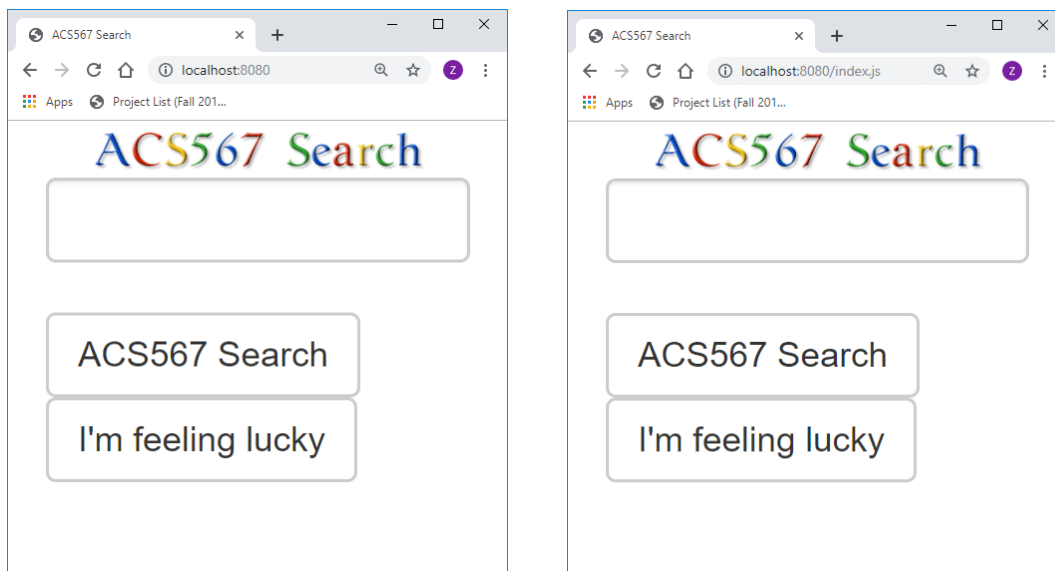 ACS567 Search
localhost:8080
Z
Apps Project List (Fall 201...
ACS567 Search
ACS567 Search
I'm feeling lucky
ACS567 Search
localhost:8080/index.js
Z
Apps Project List (Fall 201...
ACS567 Search
ACS567 Search
I'm feeling lucky